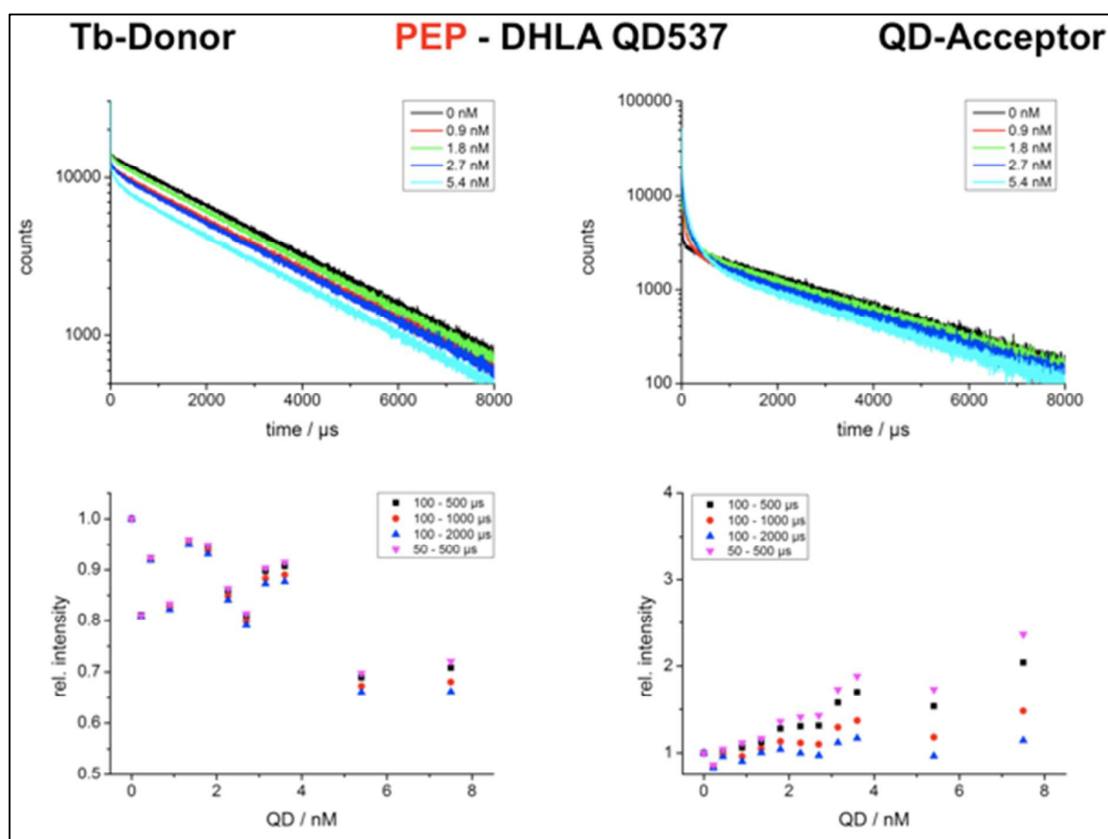 Tb-Donor PEP - DHLA QD537 QD-Acceptor
0 nM
0.9 nM
1.8 nM
2.7 nM
5.4 nM
10000
1000
counts
0 2000 4000 6000 8000
time / µs
0 nM
0.9 nM
1.8 nM
2.7 nM
5.4 nM
100000
10000
1000
100
counts
0 2000 4000 6000 8000
time / µs
100 - 500 µs
100 - 1000 µs
100 - 2000 µs
50 - 500 µs
1.0
0.9
0.8
0.7
0.6
0.5
rel. intensity
0 2 4 6 8
QD / nM
100 - 500 µs
100 - 1000 µs
100 - 2000 µs
50 - 500 µs
4
3
2
1
rel. intensity
0 2 4 6 8
QD / nM